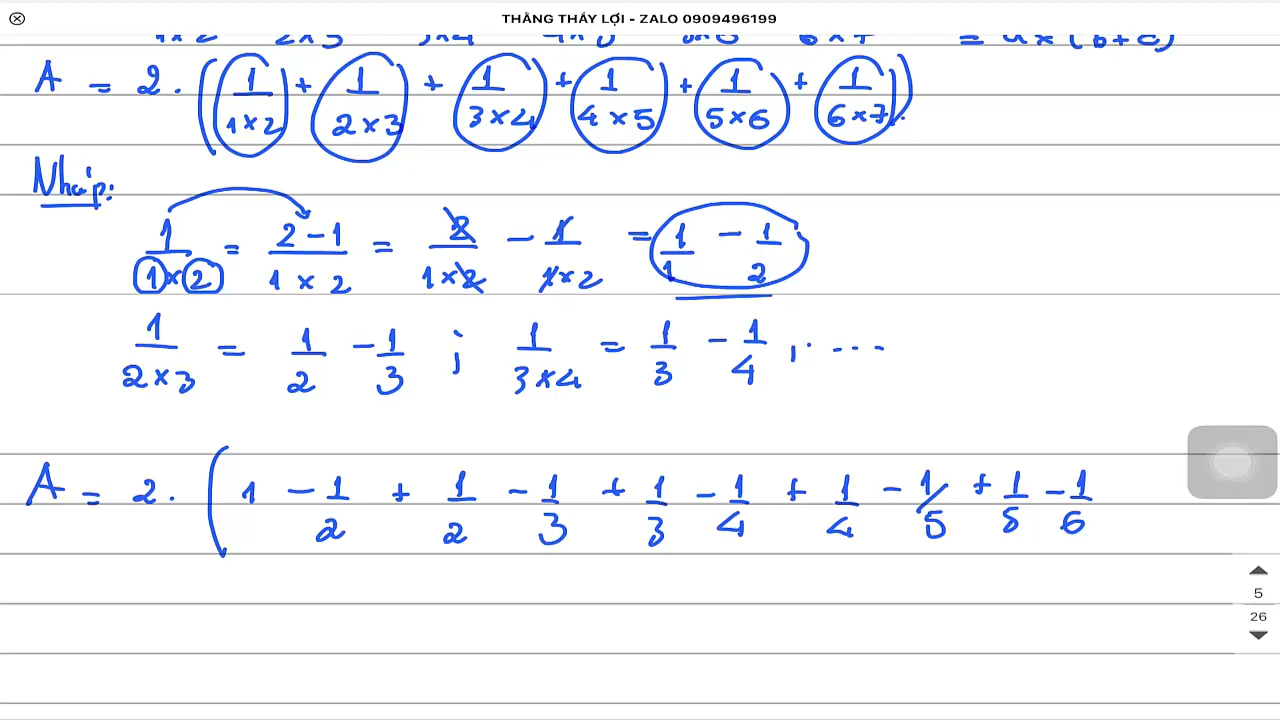 THẦNG THẦY LỢI - ZALO 0909496199
= a × (b + c)
A = 2 . ( 1/(1×2) + 1/(2×3) + 1/(3×4) + 1/(4×5) + 1/(5×6) + 1/(6×7) ).
Nháp:
1/(1×2) = (2-1)/(1×2) = 2/(1×2) - 1/(1×2) = 1/1 - 1/2
1/(2×3) = 1/2 - 1/3 ; 1/(3×4) = 1/3 - 1/4 , ....
A = 2 . ( 1 - 1/2 + 1/2 - 1/3 + 1/3 - 1/4 + 1/4 - 1/5 + 1/5 - 1/6
5
26